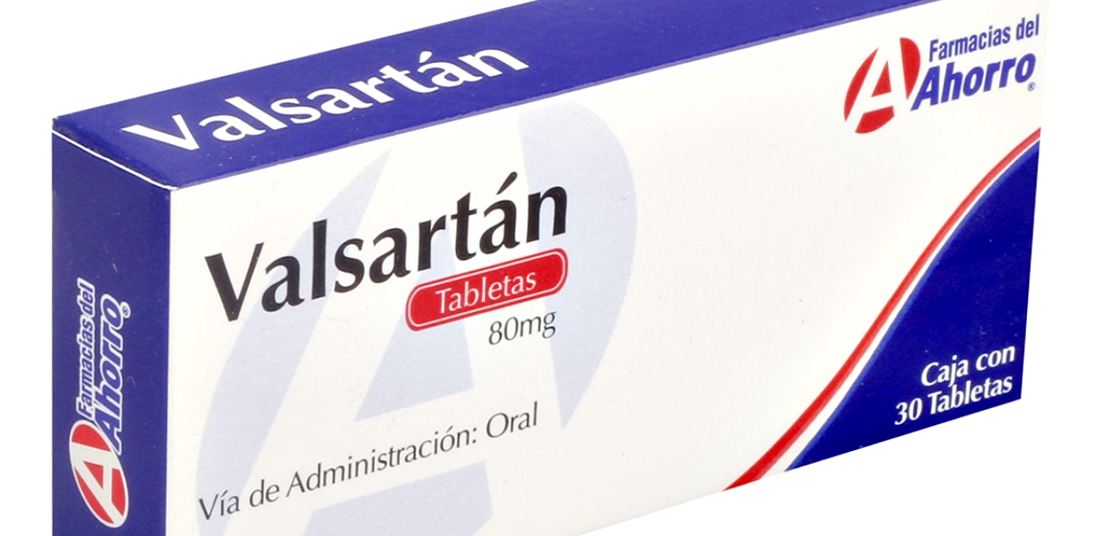 Valsartán
Farmacias del
Ahorro®
Valsartán
Tabletas
80mg
Vía de Administración: Oral
Caja con
30 Tabletas
Farmacias del
Ahorro®